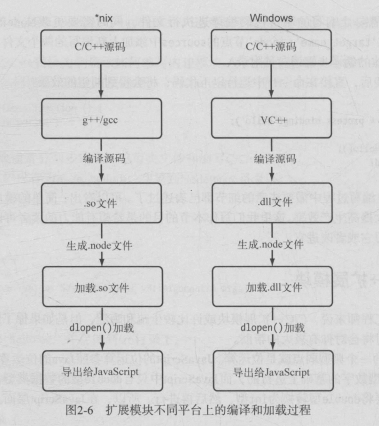 *nix
Windows
C/C++源码
C/C++源码
g++/gcc
VC++
编译源码
编译源码
.so文件
.dll文件
生成.node文件
生成.node文件
加载.so文件
加载.dll文件
dlopen()加载
dlopen()加载
导出给JavaScript
导出给JavaScript
图2-6 扩展模块不同平台上的编译和加载过程